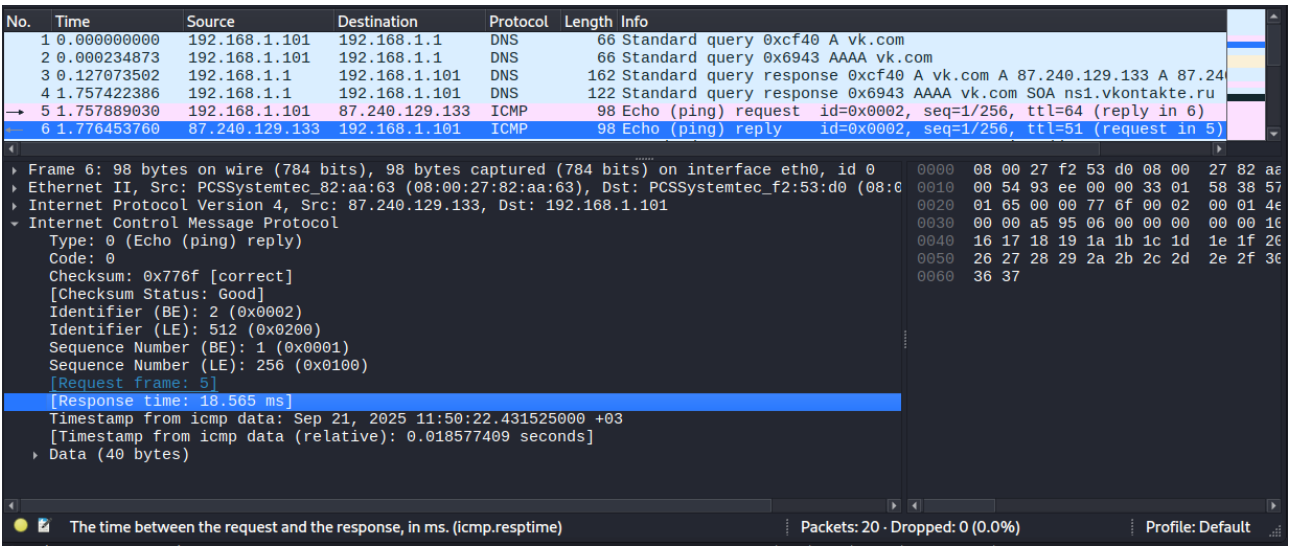 No. Time Source Destination Protocol Length Info
1 0.000000000 192.168.1.101 192.168.1.1 DNS 66 Standard query 0xcf40 A vk.com
2 0.000234873 192.168.1.101 192.168.1.1 DNS 66 Standard query 0x6943 AAAA vk.com
3 0.127073502 192.168.1.1 192.168.1.101 DNS 162 Standard query response 0xcf40 A vk.com A 87.240.129.133 A 87.24
4 1.757422386 192.168.1.1 192.168.1.101 DNS 122 Standard query response 0x6943 AAAA vk.com SOA ns1.vkontakte.ru
→ 5 1.757889030 192.168.1.101 87.240.129.133 ICMP 98 Echo (ping) request id=0x0002, seq=1/256, ttl=64 (reply in 6)
← 6 1.776453760 87.240.129.133 192.168.1.101 ICMP 98 Echo (ping) reply id=0x0002, seq=1/256, ttl=51 (request in 5)
Frame 6: 98 bytes on wire (784 bits), 98 bytes captured (784 bits) on interface eth0, id 0
Ethernet II, Src: PCSSystemtec_82:aa:63 (08:00:27:82:aa:63), Dst: PCSSystemtec_f2:53:d0 (08:0
Internet Protocol Version 4, Src: 87.240.129.133, Dst: 192.168.1.101
Internet Control Message Protocol
Type: 0 (Echo (ping) reply)
Code: 0
Checksum: 0x776f [correct]
[Checksum Status: Good]
Identifier (BE): 2 (0x0002)
Identifier (LE): 512 (0x0200)
Sequence Number (BE): 1 (0x0001)
Sequence Number (LE): 256 (0x0100)
[Request frame: 5]
[Response time: 18.565 ms]
Timestamp from icmp data: Sep 21, 2025 11:50:22.431525000 +03
[Timestamp from icmp data (relative): 0.018577409 seconds]
Data (40 bytes)
0000 08 00 27 f2 53 d0 08 00 27 82 aa
0010 00 54 93 ee 00 00 33 01 58 38 57
0020 01 65 00 00 77 6f 00 02 00 01 4e
0030 00 00 a5 95 06 00 00 00 00 00 10
0040 16 17 18 19 1a 1b 1c 1d 1e 1f 20
0050 26 27 28 29 2a 2b 2c 2d 2e 2f 30
0060 36 37
The time between the request and the response, in ms. (icmp.resptime) Packets: 20 · Dropped: 0 (0.0%) Profile: Default